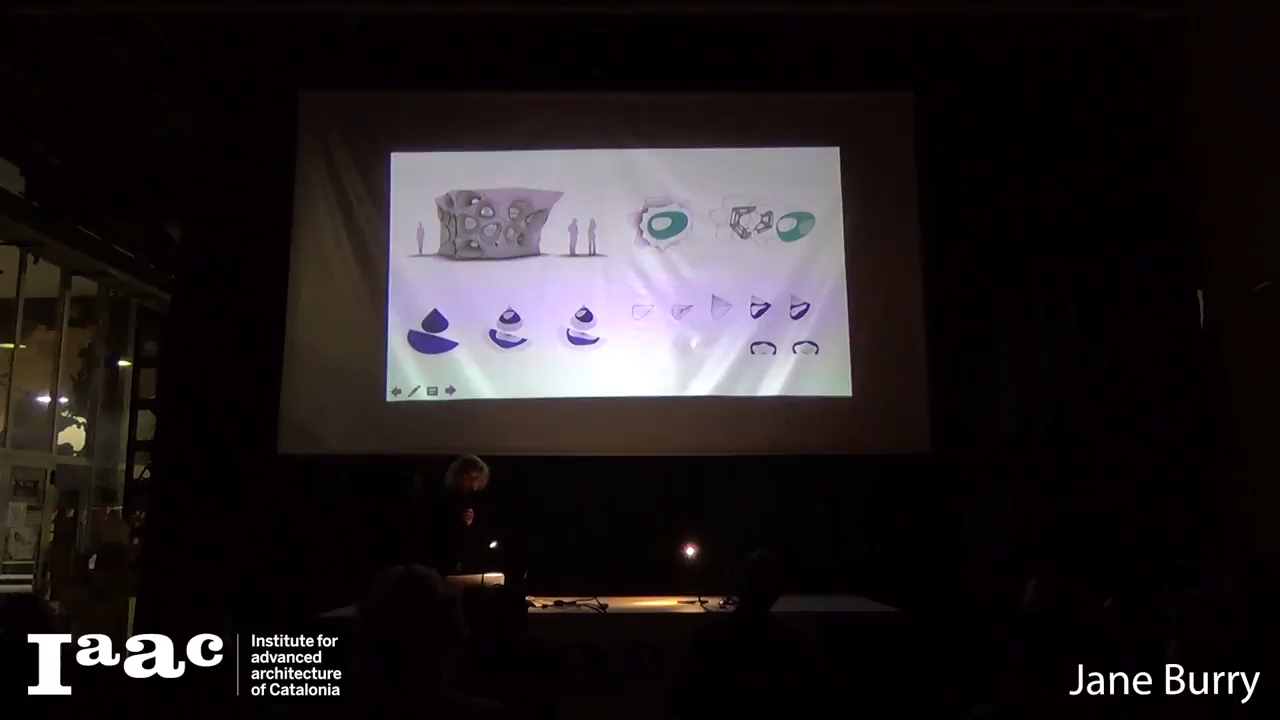 Iaac
Institute for
advanced
architecture
of Catalonia
Jane Burry